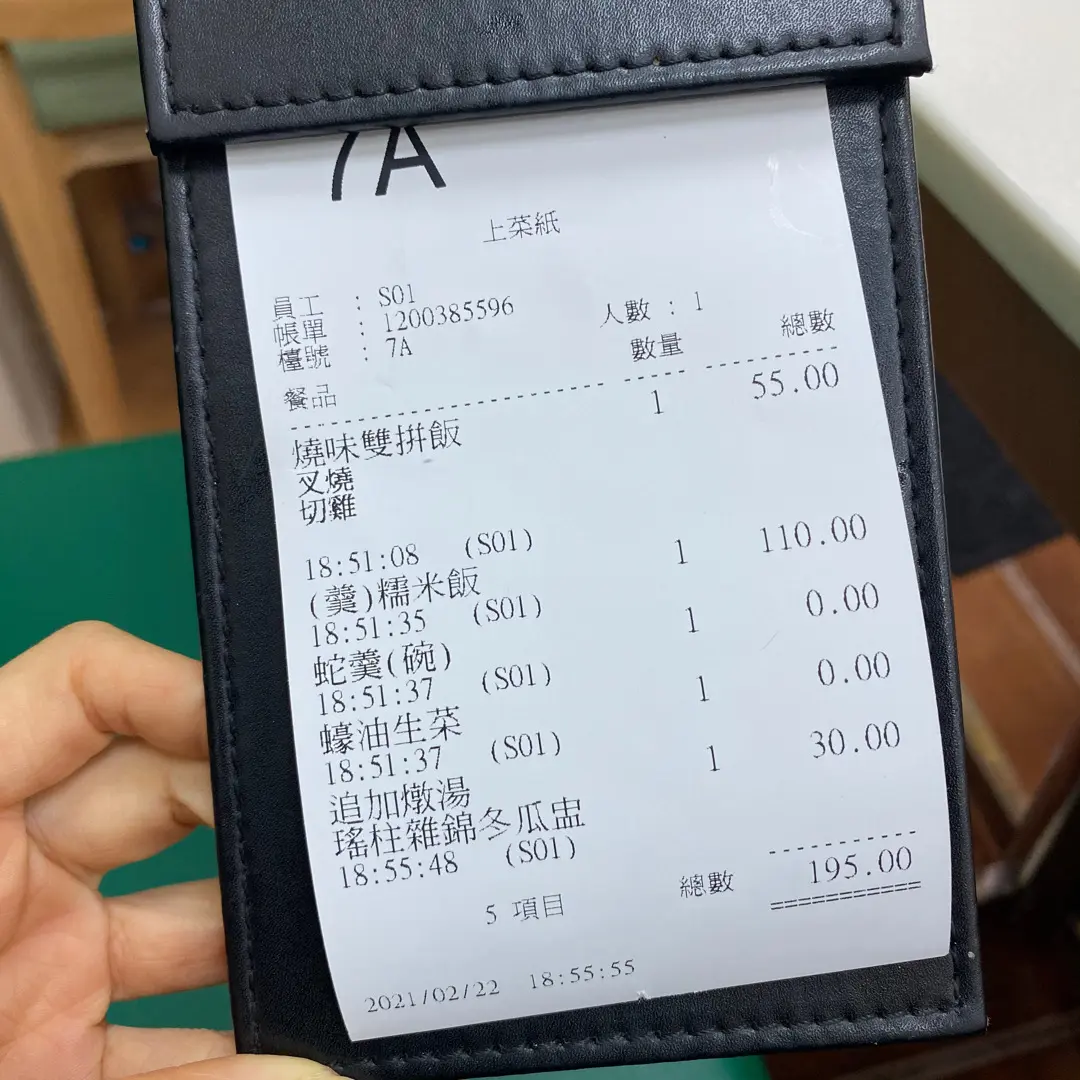 7A
上菜紙
員工 : S01
帳單 : 1200385596 人數 : 1
檯號 : 7A
餐品 數量 總數
燒味雙拼飯 1 55.00
叉燒
切雞
18:51:08 (S01)
(羹)糯米飯 1 110.00
18:51:35 (S01)
蛇羹(碗) 1 0.00
18:51:37 (S01)
蠔油生菜 1 0.00
18:51:37 (S01)
追加燉湯 1 30.00
瑤柱雜錦冬瓜盅
18:55:48 (S01)
5 項目 總數 195.00
2021/02/22 18:55:55